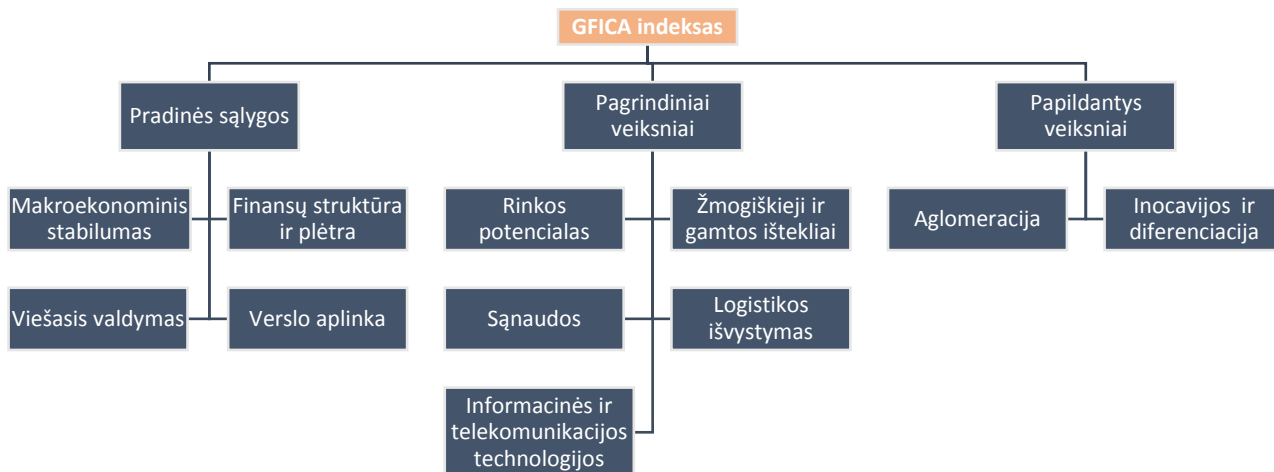 GFICA indeksas
Pradinės sąlygos
Pagrindiniai
veiksniai
Papildantys
veiksniai
Makroekonominis
stabilumas
Finansų struktūra
ir plėtra
Rinkos
potencialas
Žmogiškieji ir
gamtos ištekliai
Aglomeracija
Inocavijos ir
diferenciacija
Viešasis valdymas
Verslo aplinka
Sąnaudos
Logistikos
išvystymas
Informacinės ir
telekomunikacijos
technologijos